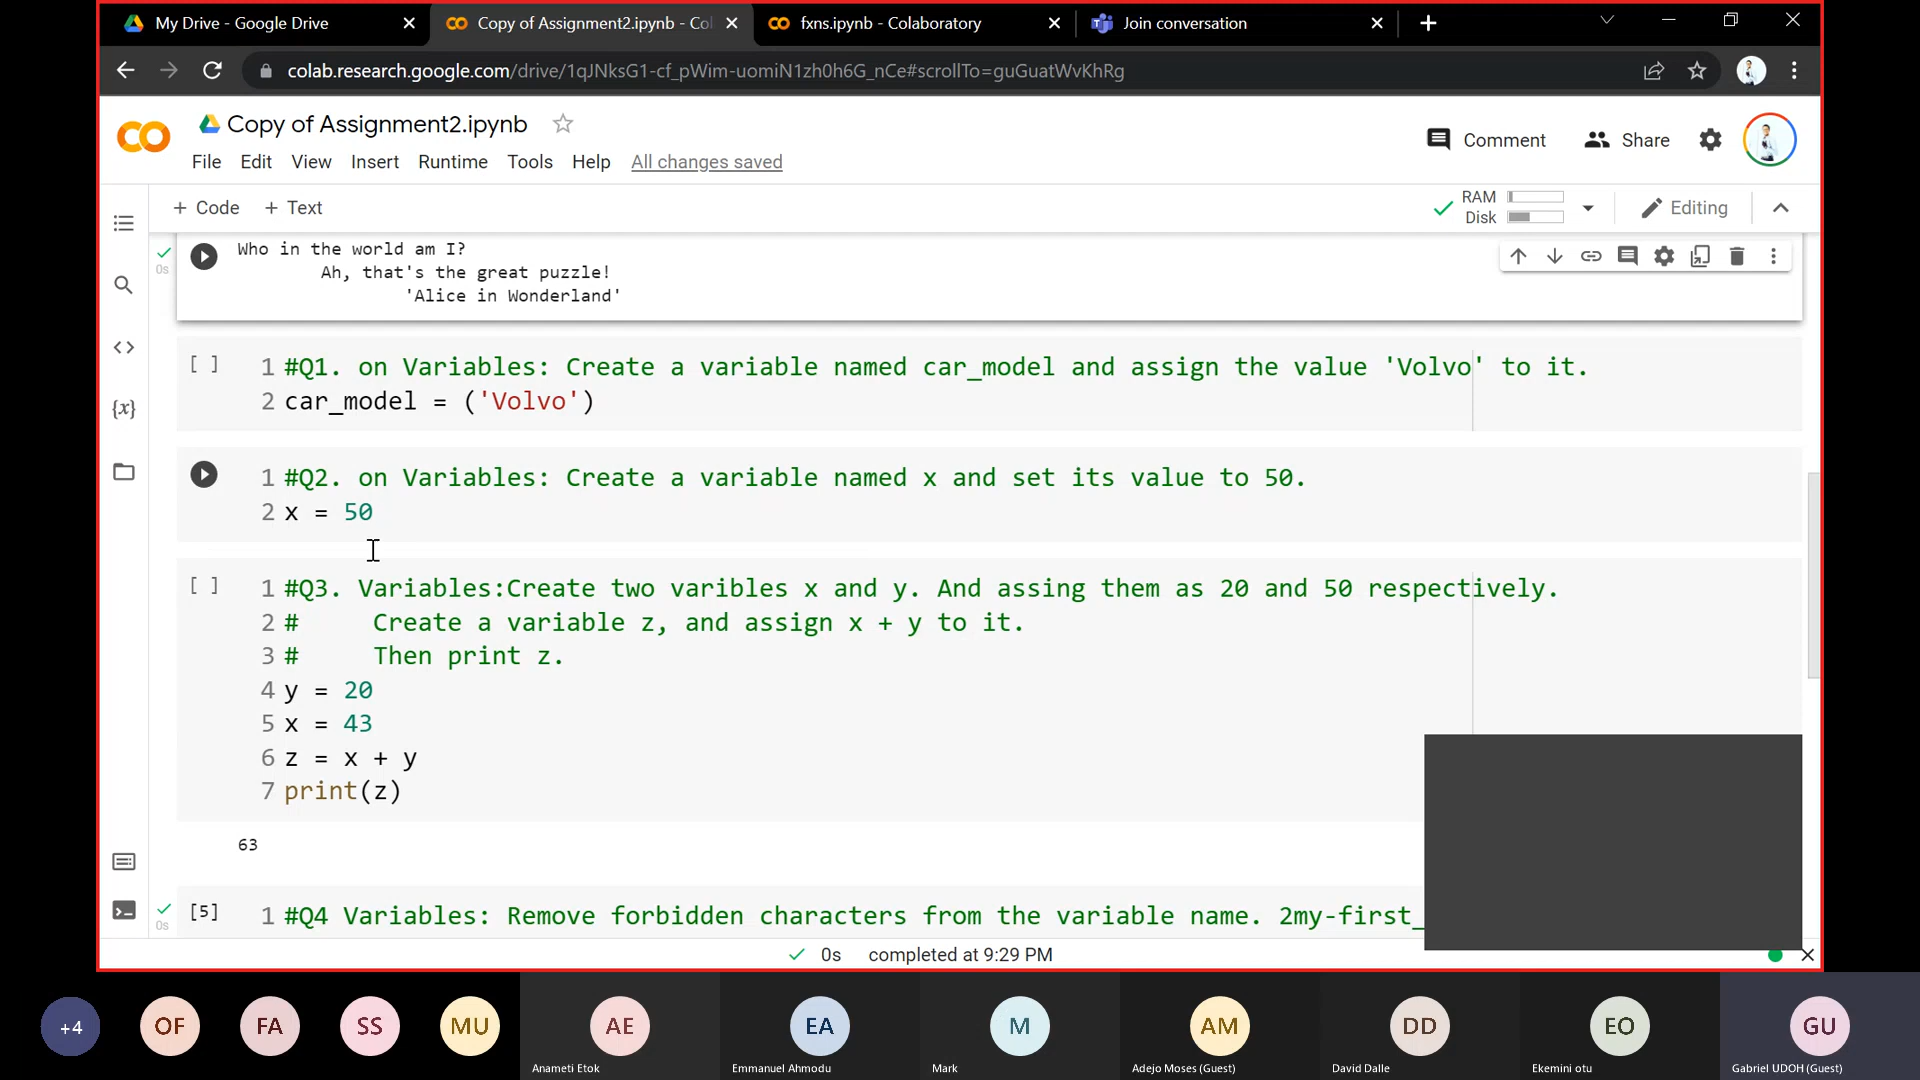 My Drive - Google Drive
Copy of Assignment2.ipynb - Col
fxns.ipynb - Colaboratory
Join conversation
colab.research.google.com/drive/1qJNksG1-cf_pWim-uomiN1zh0h6G_nCe#scrollTo=guGuatWvKhRg
Copy of Assignment2.ipynb
Comment
Share
File Edit View Insert Runtime Tools Help All changes saved
+ Code + Text
RAM
Disk
Editing
0s
Who in the world am I?
Ah, that's the great puzzle!
'Alice in Wonderland'
[ ]
1 #Q1. on Variables: Create a variable named car_model and assign the value 'Volvo' to it.
2 car_model = ('Volvo')
1 #Q2. on Variables: Create a variable named x and set its value to 50.
2 x = 50
[ ]
1 #Q3. Variables:Create two varibles x and y. And assing them as 20 and 50 respectively.
2 # Create a variable z, and assign x + y to it.
3 # Then print z.
4 y = 20
5 x = 43
6 z = x + y
7 print(z)
63
0s
[5]
1 #Q4 Variables: Remove forbidden characters from the variable name. 2my-first_
0s completed at 9:29 PM
+4
OF
FA
SS
MU
AE
EA
M
AM
DD
EO
GU
Anameti Etok
Emmanuel Ahmodu
Mark
Adejo Moses (Guest)
David Dalle
Ekemini otu
Gabriel UDOH (Guest)